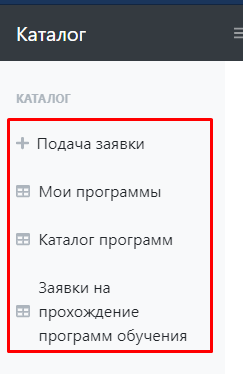 Каталог
КАТАЛОГ
Подача заявки
Мои программы
Каталог программ
Заявки на
прохождение
программ обучения